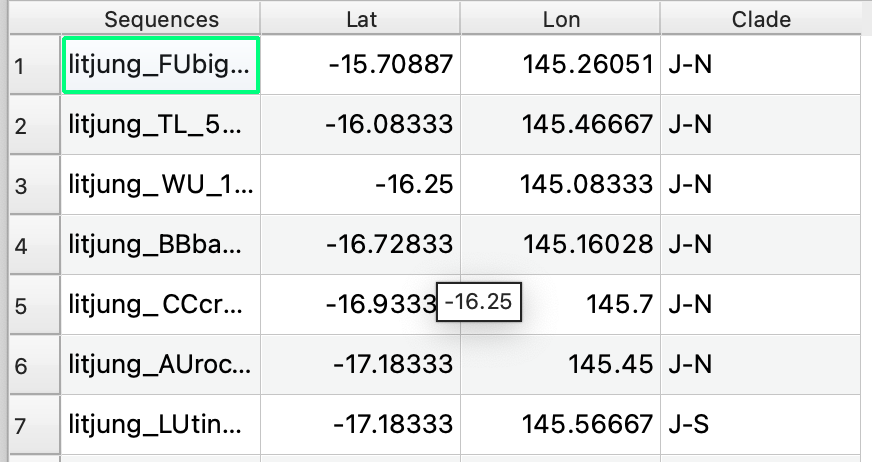 Sequences Lat Lon Clade
1 litjung_FUbig... -15.70887 145.26051 J-N
2 litjung_TL_5... -16.08333 145.46667 J-N
3 litjung_WU_1... -16.25 145.08333 J-N
4 litjung_BBba... -16.72833 145.16028 J-N
5 litjung_CCcr... -16.9333 -16.25 145.7 J-N
6 litjung_AUroc... -17.18333 145.45 J-N
7 litjung_LUtin... -17.18333 145.56667 J-S